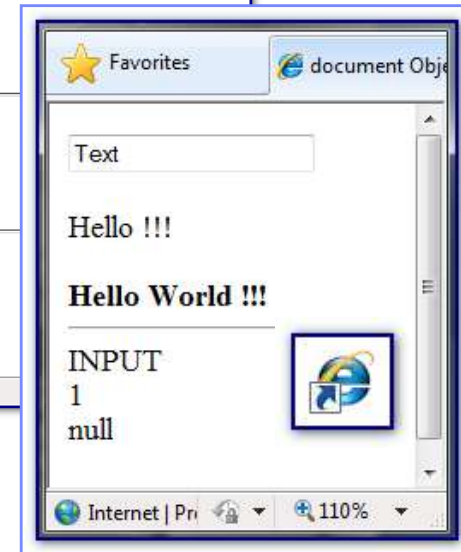 Favorites
document Obje
Text
Hello !!!
Hello World !!!
INPUT
1
null
Internet | Pr
110%